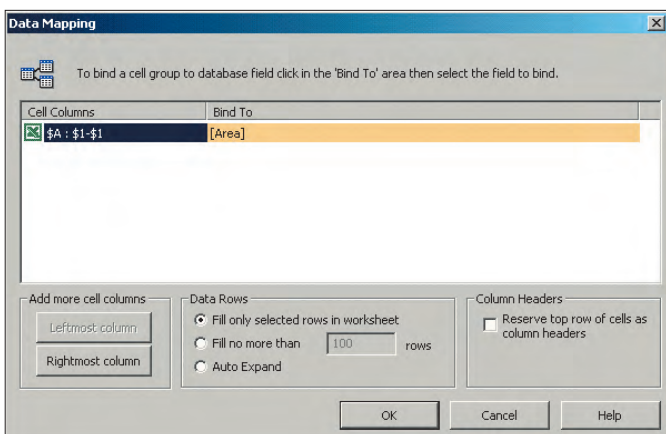 Data Mapping
To bind a cell group to database field click in the 'Bind To' area then select the field to bind.
Cell Columns Bind To
$A : $1-$1 [Area]
Add more cell columns
Leftmost column
Rightmost column
Data Rows
Fill only selected rows in worksheet
Fill no more than 100 rows
Auto Expand
Column Headers
Reserve top row of cells as
column headers
OK Cancel Help